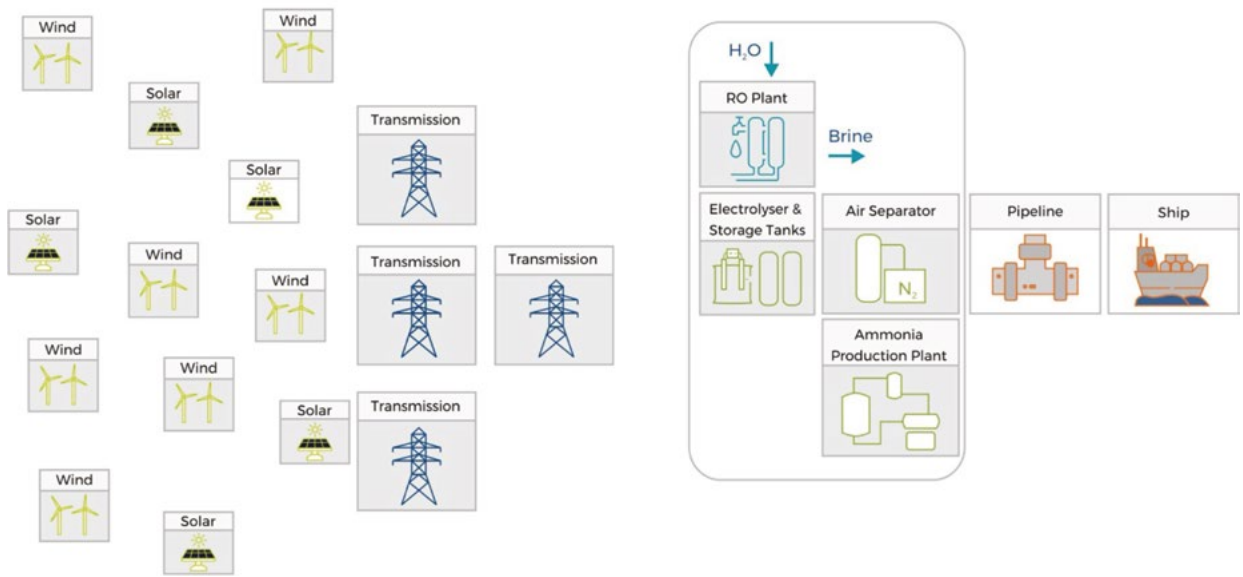 Wind
Wind
Solar
Solar
Solar
Wind
Wind
Wind
Wind
Solar
Wind
Solar
Transmission
Transmission
Transmission
Transmission
H₂O
RO Plant
Brine
Electrolyser &
Storage Tanks
Air Separator
N₂
Ammonia
Production Plant
Pipeline
Ship